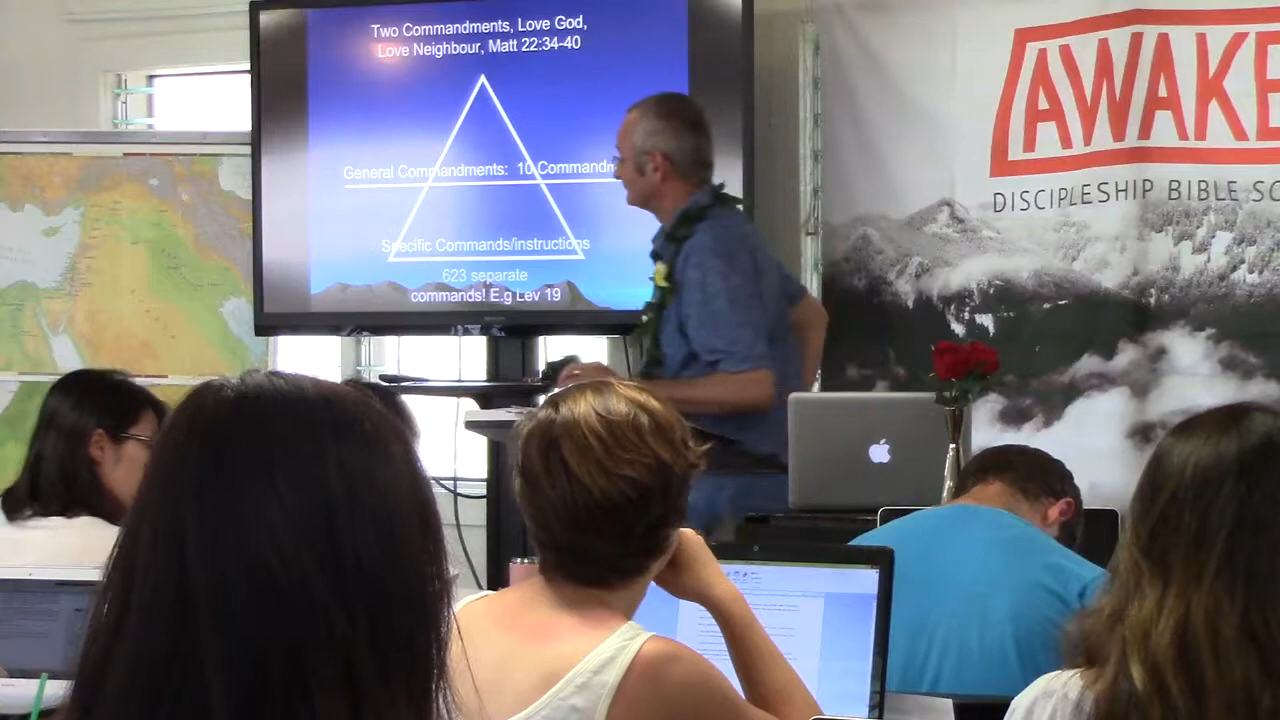 Two Commandments, Love God,
Love Neighbour, Matt 22:34-40
General Commandments: 10 Commandm
Specific Commands/instructions
623 separate
commands! E.g Lev 19
AWAKE
DISCIPLESHIP BIBLE SC